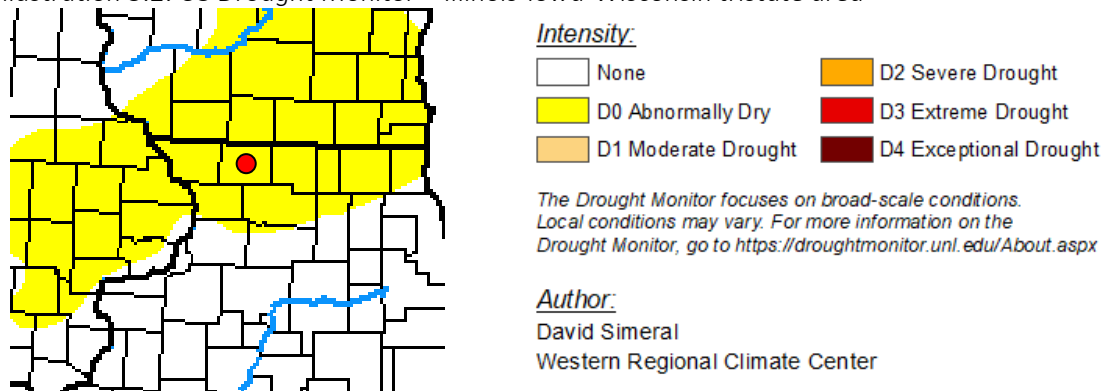 Intensity:
None
D0 Abnormally Dry
D1 Moderate Drought
D2 Severe Drought
D3 Extreme Drought
D4 Exceptional Drought
The Drought Monitor focuses on broad-scale conditions.
Local conditions may vary. For more information on the
Drought Monitor, go to https://droughtmonitor.unl.edu/About.aspx
Author:
David Simeral
Western Regional Climate Center